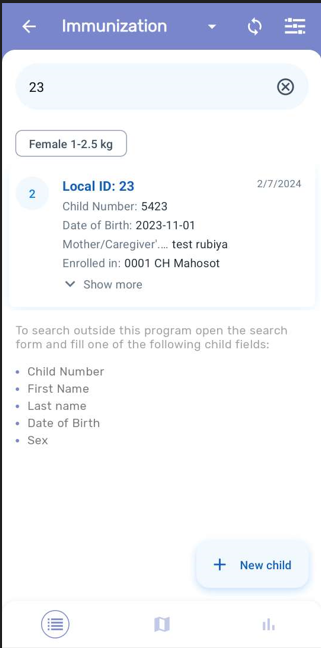 Immunization
23
Female 1-2.5 kg
2
Local ID: 23
2/7/2024
Child Number: 5423
Date of Birth: 2023-11-01
Mother/Caregiver'... test rubiya
Enrolled in: 0001 CH Mahosot
Show more
To search outside this program open the search
form and fill one of the following child fields:
• Child Number
• First Name
• Last name
• Date of Birth
• Sex
+ New child